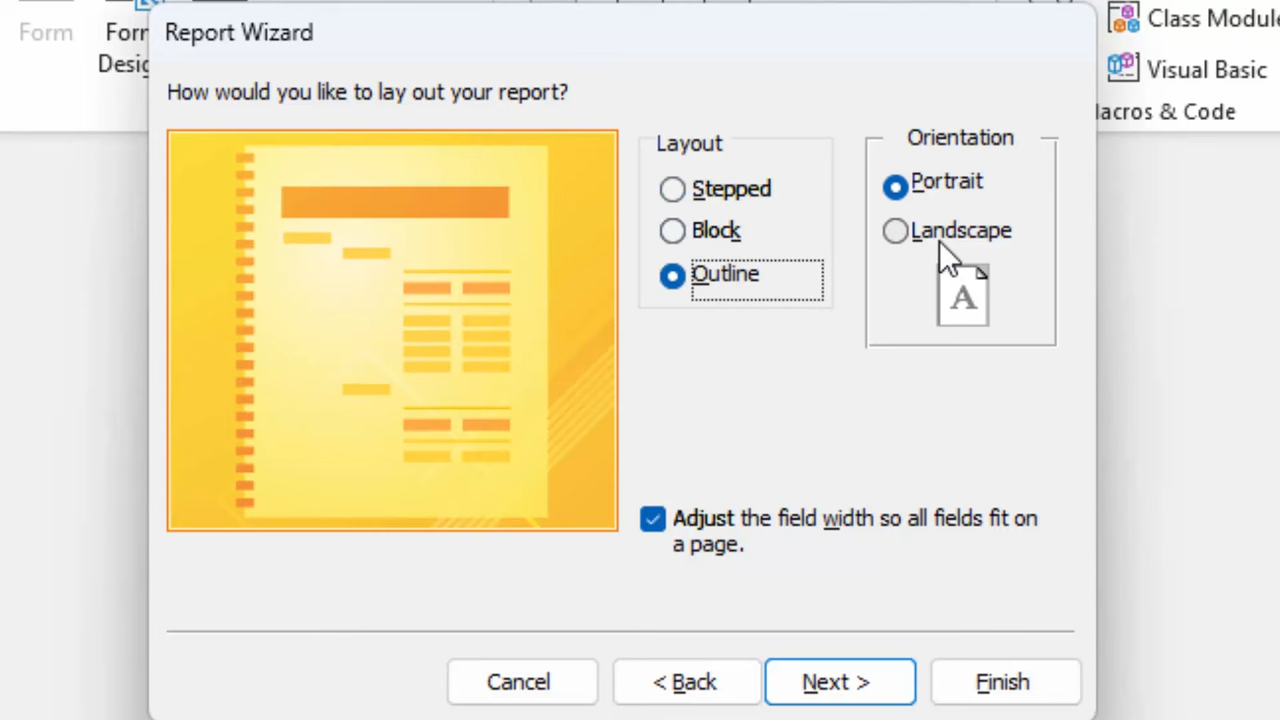 Form
Form
Desig
Class Module
Visual Basic
Macros & Code
Report Wizard
How would you like to lay out your report?
Layout
Stepped
Block
Outline
Orientation
Portrait
Landscape
A
Adjust the field width so all fields fit on
a page.
Cancel
< Back
Next >
Finish